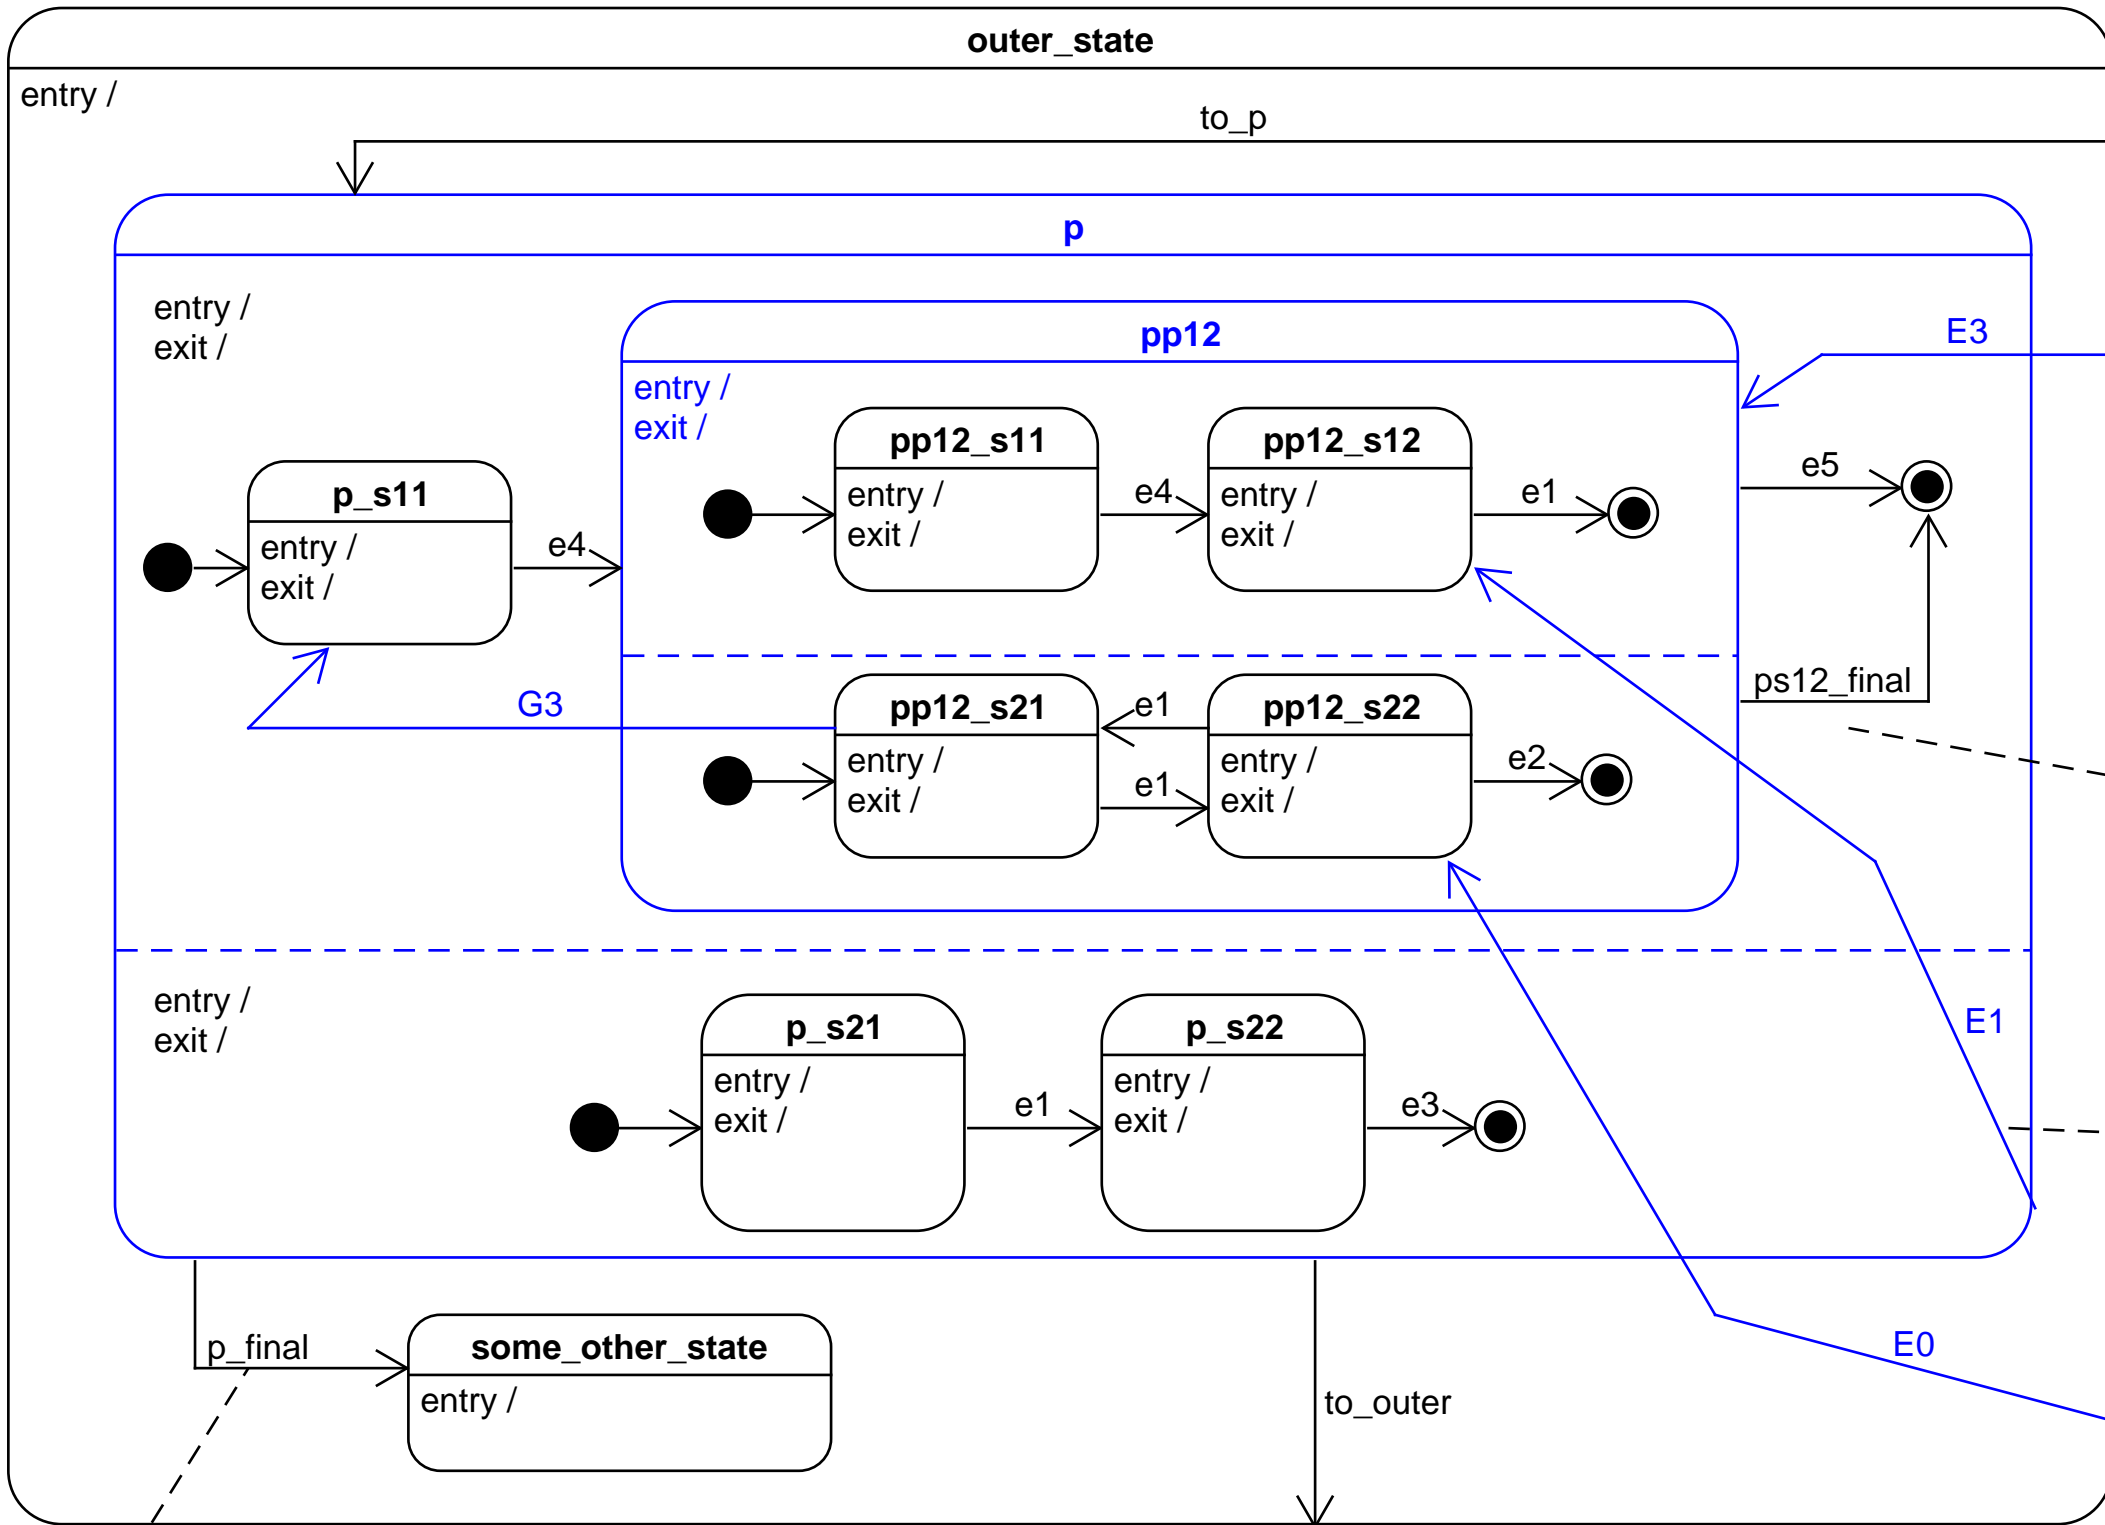 outer_state
entry /
to_p
p
entry /
exit /
pp12
E3
entry /
exit /
pp12_s11
entry /
exit /
e4
pp12_s12
entry /
exit /
e1
e5
p_s11
entry /
exit /
e4
G3
pp12_s21
entry /
exit /
e1
e1
pp12_s22
entry /
exit /
e2
ps12_final
entry /
exit /
p_s21
entry /
exit /
e1
p_s22
entry /
exit /
e3
E1
p_final
some_other_state
entry /
to_outer
E0